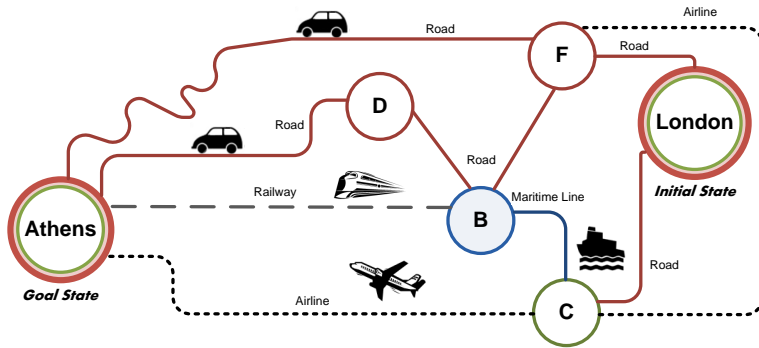 Airline
Road
F
Road
D
Road
London
Road
Railway
Maritime Line
Initial State
B
Athens
Road
Goal State
Airline
C